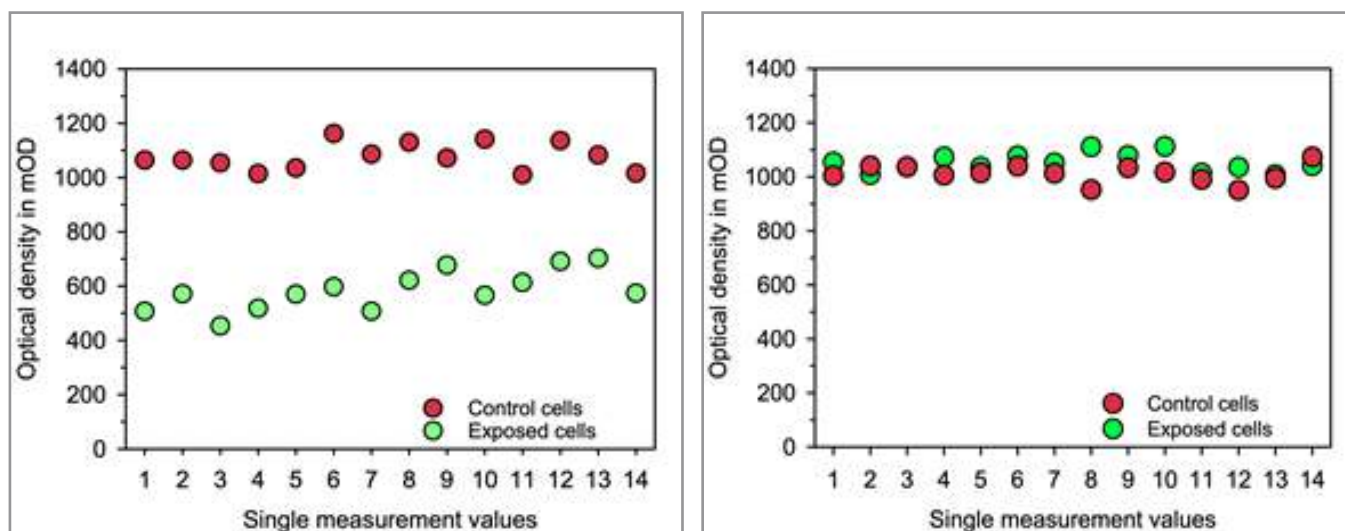 1400
1200
1000
800
600
400
200
0
Optical density in mOD
Control cells
Exposed cells
1 2 3 4 5 6 7 8 9 10 11 12 13 14
Single measurement values
1400
1200
1000
800
600
400
200
0
Optical density in mOD
Control cells
Exposed cells
1 2 3 4 5 6 7 8 9 10 11 12 13 14
Single measurement values